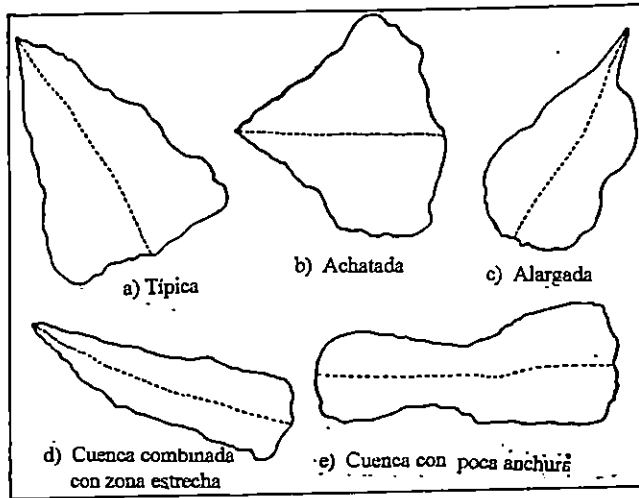 a) Típica
b) Achatada
c) Alargada
d) Cuenca combinada
con zona estrecha
e) Cuenca con poca anchura